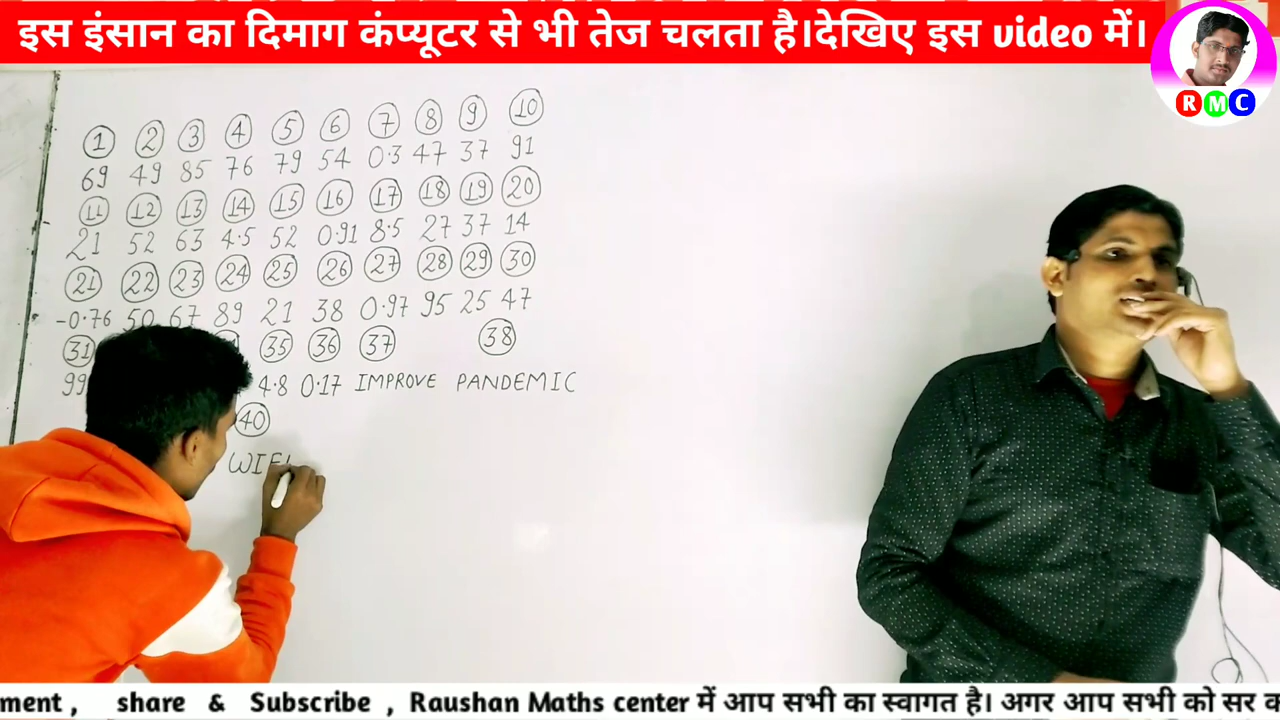 इस इंसान का दिमाग कंप्यूटर से भी तेज चलता है।देखिए इस video में।
RMC
1 2 3 4 5 6 7 8 9 10
69 49 85 76 79 54 0.3 47 37 91
11 12 13 14 15 16 17 18 19 20
21 52 63 4.5 52 0.91 8.5 27 37 14
21 22 23 24 25 26 27 28 29 30
-0.76 50 67 89 21 38 0.97 95 25 47
31 35 36 37 38
99 4.8 0.17 IMPROVE PANDEMIC
40
ment , share & Subscribe , Raushan Maths center में आप सभी का स्वागत है। अगर आप सभी को सर